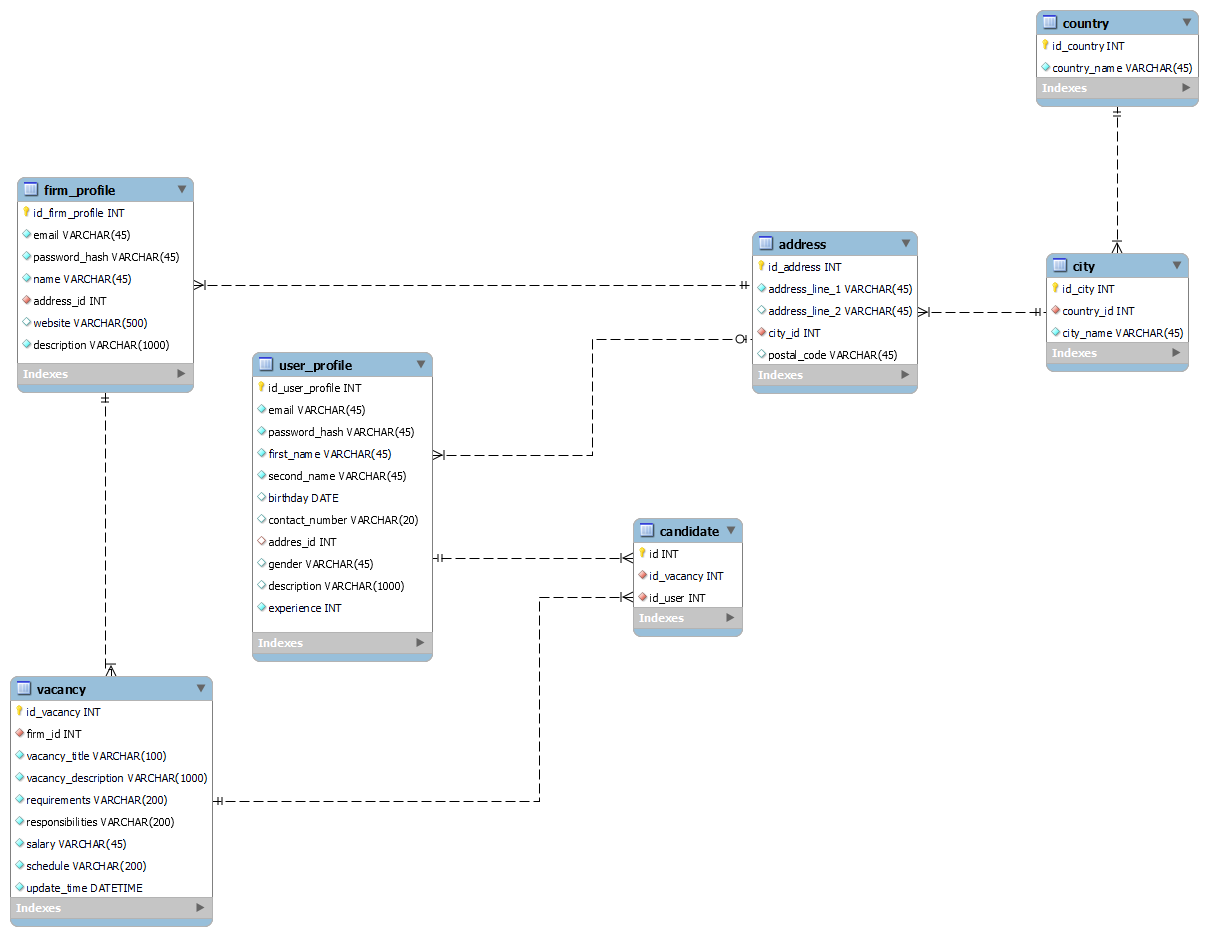 country
id_country INT
country_name VARCHAR(45)
Indexes
firm_profile
id_firm_profile INT
email VARCHAR(45)
password_hash VARCHAR(45)
name VARCHAR(45)
address_id INT
website VARCHAR(500)
description VARCHAR(1000)
Indexes
address
id_address INT
address_line_1 VARCHAR(45)
address_line_2 VARCHAR(45)
city_id INT
postal_code VARCHAR(45)
Indexes
city
id_city INT
country_id INT
city_name VARCHAR(45)
Indexes
user_profile
id_user_profile INT
email VARCHAR(45)
password_hash VARCHAR(45)
first_name VARCHAR(45)
second_name VARCHAR(45)
birthday DATE
contact_number VARCHAR(20)
addres_id INT
gender VARCHAR(45)
description VARCHAR(1000)
experience INT
Indexes
candidate
id INT
id_vacancy INT
id_user INT
Indexes
vacancy
id_vacancy INT
firm_id INT
vacancy_title VARCHAR(100)
vacancy_description VARCHAR(1000)
requirements VARCHAR(200)
responsibilities VARCHAR(200)
salary VARCHAR(45)
schedule VARCHAR(200)
update_time DATETIME
Indexes